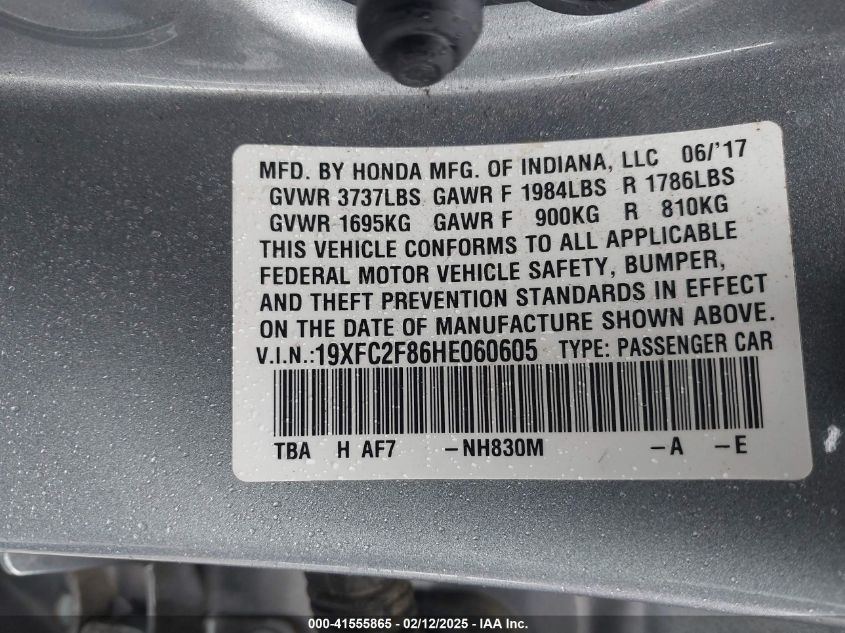 MFD. BY HONDA MFG. OF INDIANA, LLC 06/'17
GVWR 3737LBS GAWR F 1984LBS R 1786LBS
GVWR 1695KG GAWR F 900KG R 810KG
THIS VEHICLE CONFORMS TO ALL APPLICABLE
FEDERAL MOTOR VEHICLE SAFETY, BUMPER,
AND THEFT PREVENTION STANDARDS IN EFFECT
ON THE DATE OF MANUFACTURE SHOWN ABOVE.
V.I.N.:19XFC2F86HE060605 TYPE: PASSENGER CAR
TBA H AF7 -NH830M -A -E
000-41555865 - 02/12/2025 - IAA Inc.